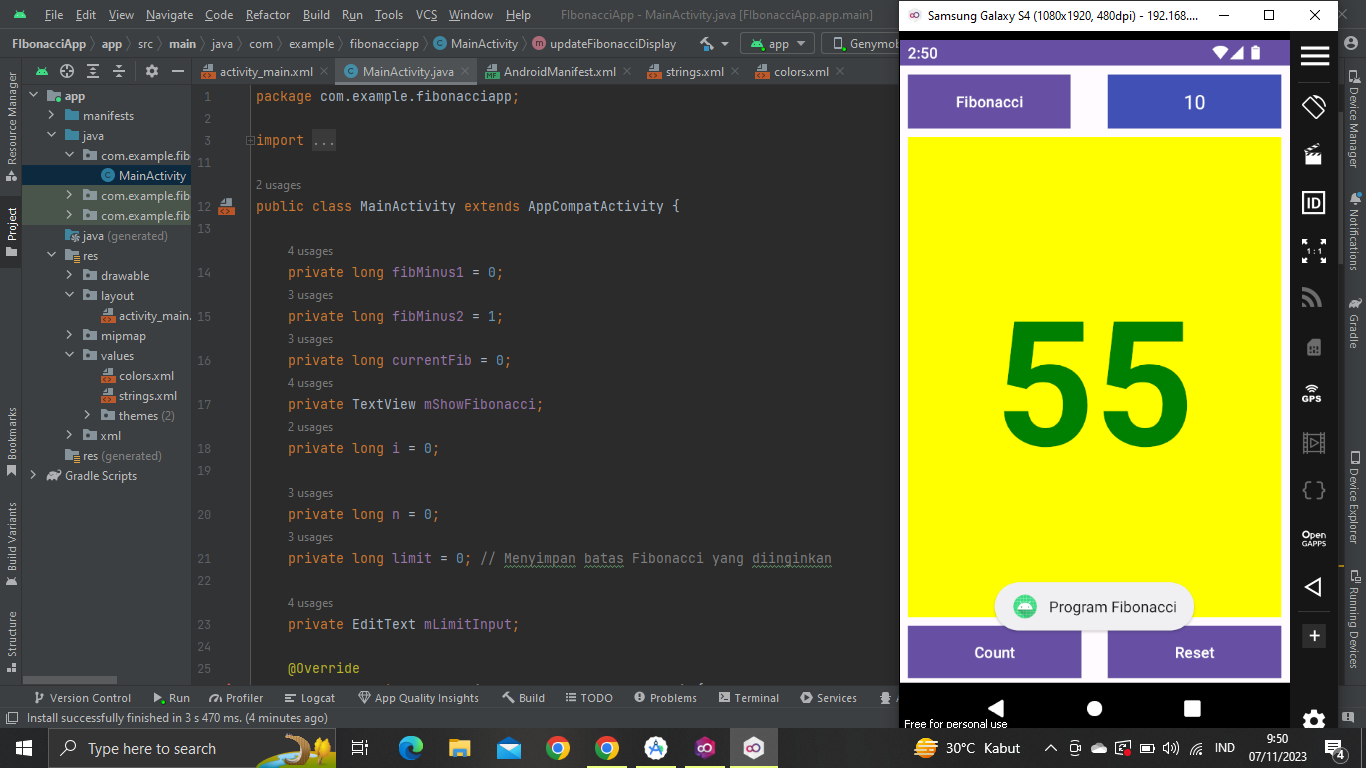 File Edit View Navigate Code Refactor Build Run Tools VCS Window Help FIbonacciApp - MainActivity.java [FIbonacciApp.app.main]
FIbonacciApp app src main java com example fibonacciapp MainActivity updateFibonacciDisplay app Genymol
activity_main.xml MainActivity.java AndroidManifest.xml strings.xml colors.xml
Resource Manager
Project
Bookmarks
Build Variants
Structure
app
manifests
java
com.example.fib
MainActivity
com.example.fib
com.example.fib
java (generated)
res
drawable
layout
activity_main.
mipmap
values
colors.xml
strings.xml
themes (2)
xml
res (generated)
Gradle Scripts
1 package com.example.fibonacciapp;
2
3 import ...
11
2 usages
12 public class MainActivity extends AppCompatActivity {
13
4 usages
14 private long fibMinus1 = 0;
3 usages
15 private long fibMinus2 = 1;
3 usages
16 private long currentFib = 0;
4 usages
17 private TextView mShowFibonacci;
2 usages
18 private long i = 0;
19
3 usages
20 private long n = 0;
3 usages
21 private long limit = 0; // Menyimpan batas Fibonacci yang diinginkan
22
4 usages
23 private EditText mLimitInput;
24
25 @Override
Samsung Galaxy S4 (1080x1920, 480dpi) - 192.168....
2:50
Fibonacci 10
55
Program Fibonacci
Count Reset
Free for personal use
ID
1 : 1
GPS
Open
GAPPS
Device Manager
Notifications
Gradle
Device Explorer
Running Devices
Version Control Run Profiler Logcat App Quality Insights Build TODO Problems Terminal Services
Install successfully finished in 3 s 470 ms. (4 minutes ago)
Type here to search
30°C Kabut IND 9:50
07/11/2023
4